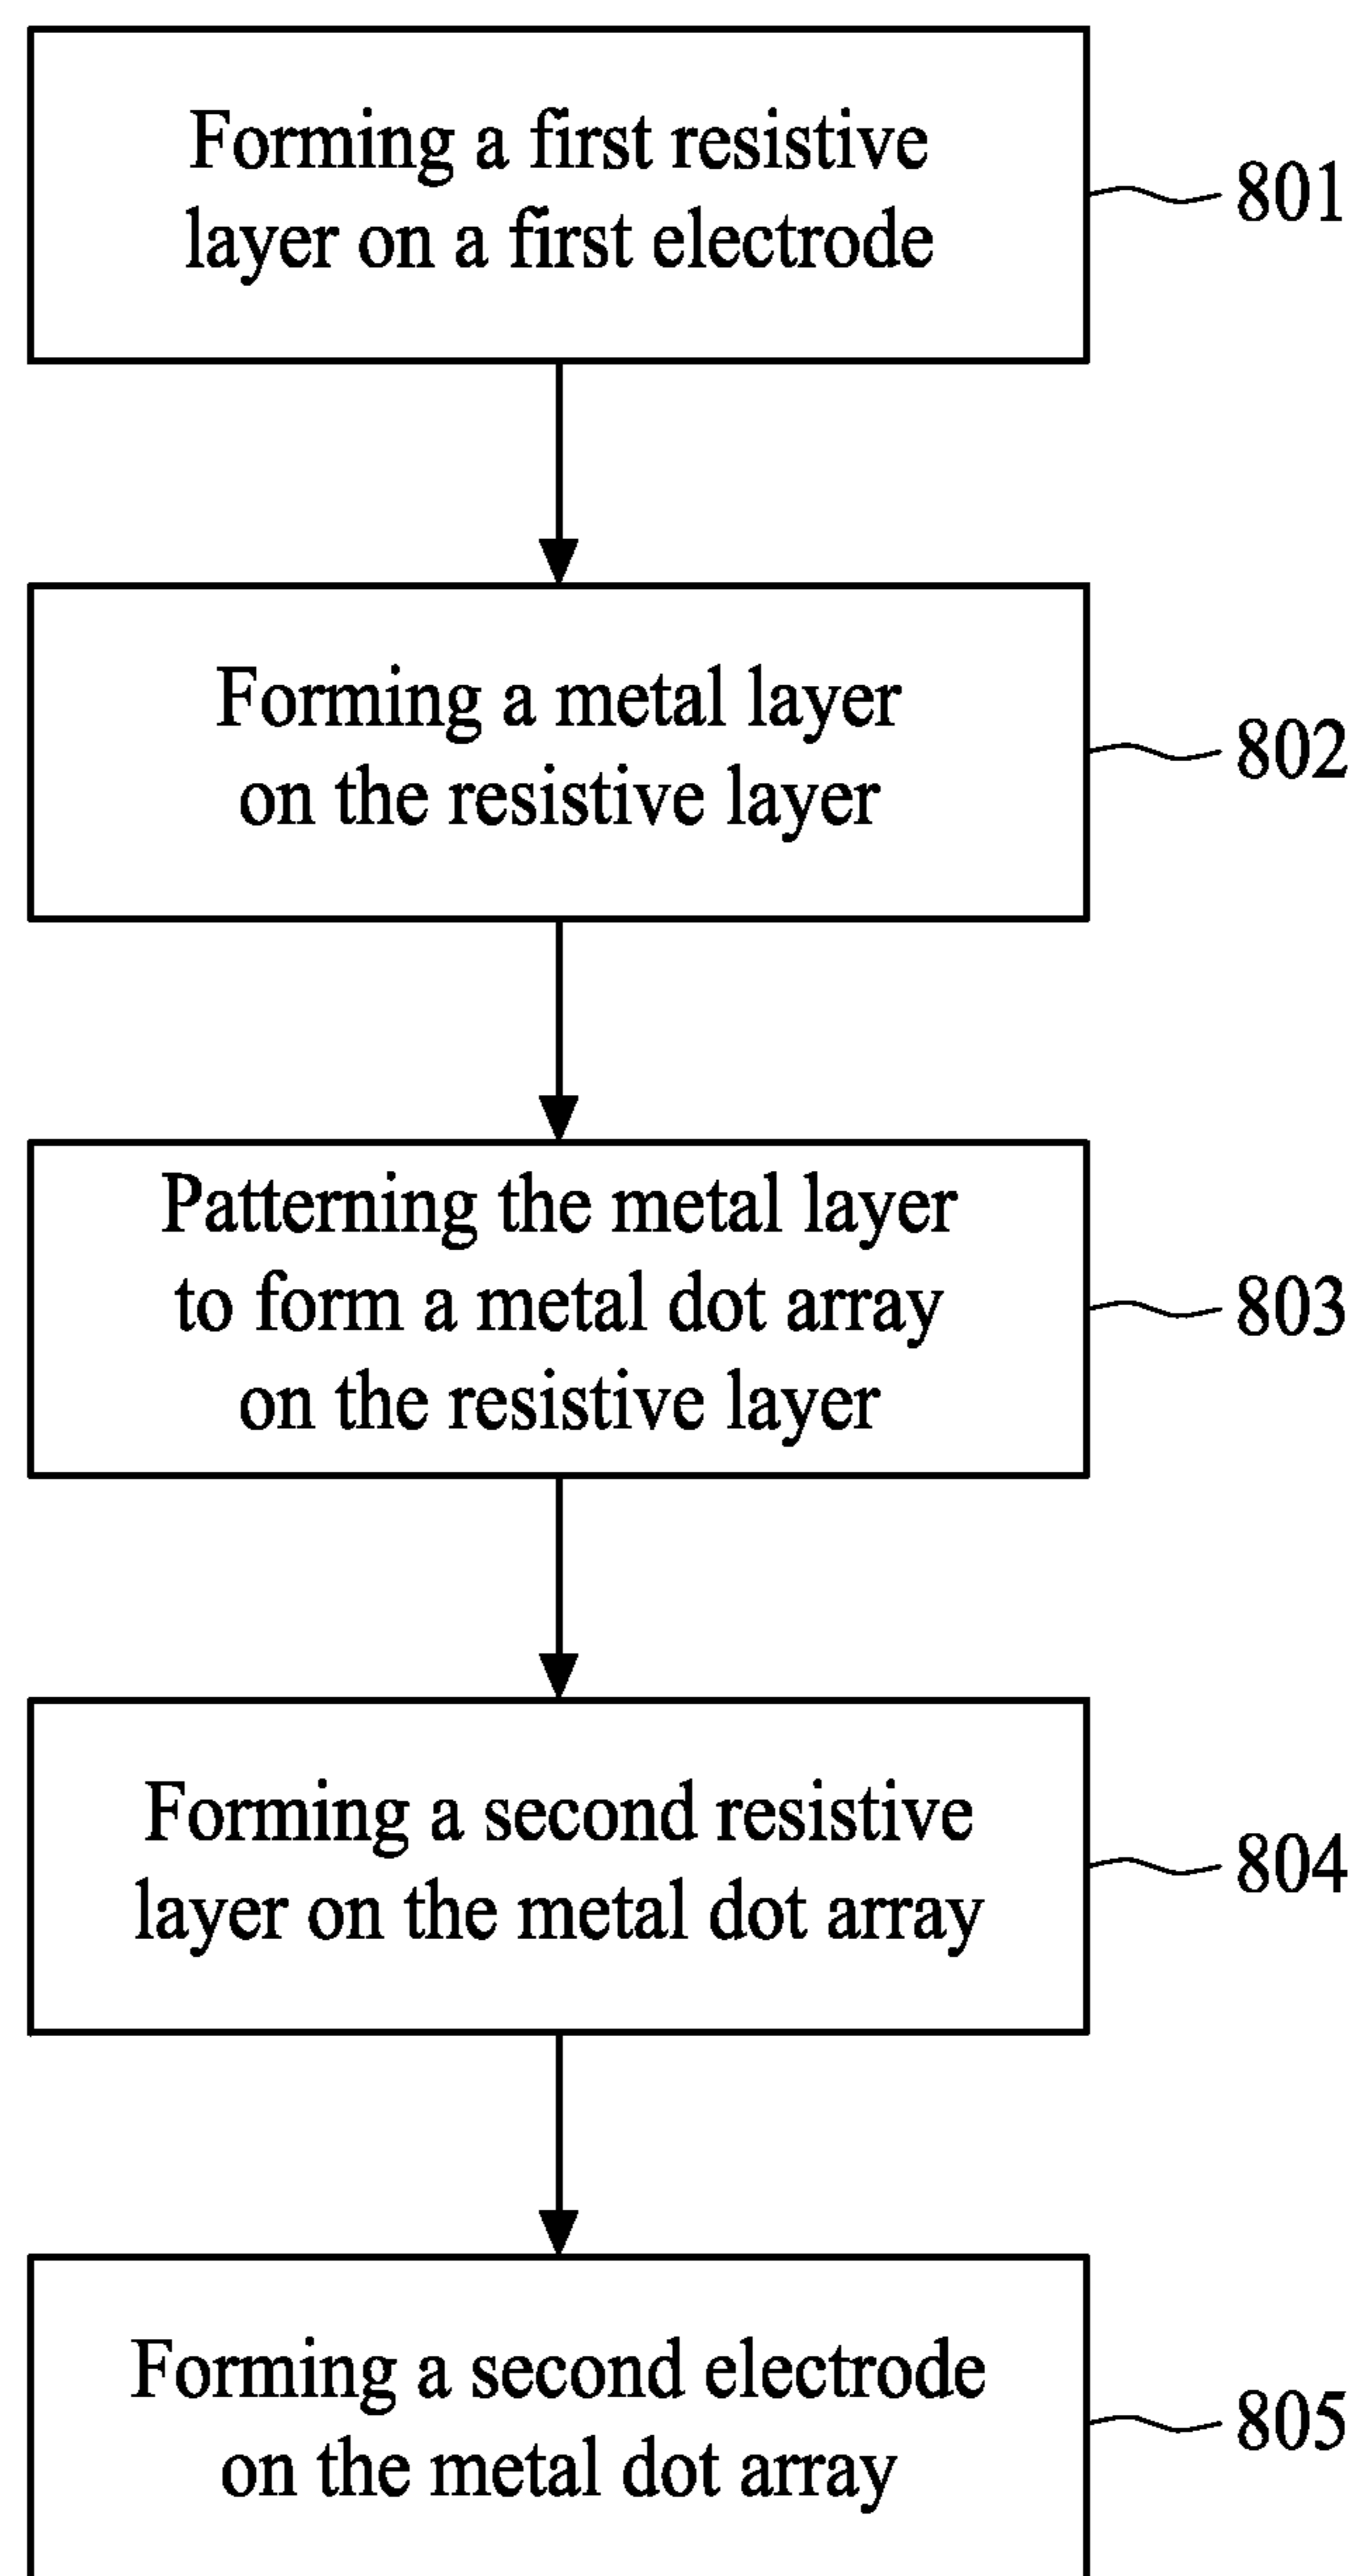 Forming a first resistive
layer on a first electrode
801
Forming a metal layer
on the resistive layer
802
Patterning the metal layer
to form a metal dot array
on the resistive layer
803
Forming a second resistive
layer on the metal dot array
804
Forming a second electrode
on the metal dot array
805